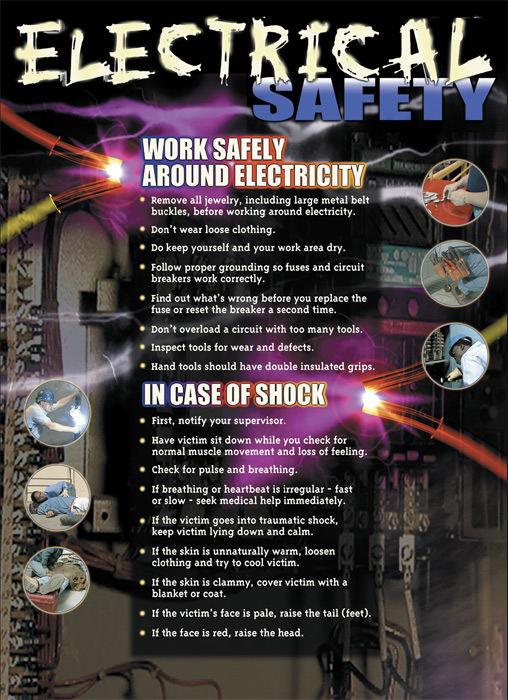 ELECTRICAL
SAFETY
WORK SAFELY
AROUND ELECTRICITY
Remove all jewelry, including large metal belt
buckles, before working around electricity.
Don't wear loose clothing.
Do keep yourself and your work area dry.
Follow proper grounding so fuses and circuit
breakers work correctly.
Find out what's wrong before you replace the
fuse or reset the breaker a second time.
Don't overload a circuit with too many tools.
Inspect tools for wear and defects.
Hand tools should have double insulated grips.
IN CASE OF SHOCK
First, notify your supervisor.
Have victim sit down while you check for
normal muscle movement and loss of feeling.
Check for pulse and breathing.
If breathing or heartbeat is irregular - fast
or slow - seek medical help immediately.
If the victim goes into traumatic shock,
keep victim lying down and calm.
If the skin is unnaturally warm, loosen
clothing and try to cool victim.
If the skin is clammy, cover victim with a
blanket or coat.
If the victim's face is pale, raise the tail (feet).
If the face is red, raise the head.